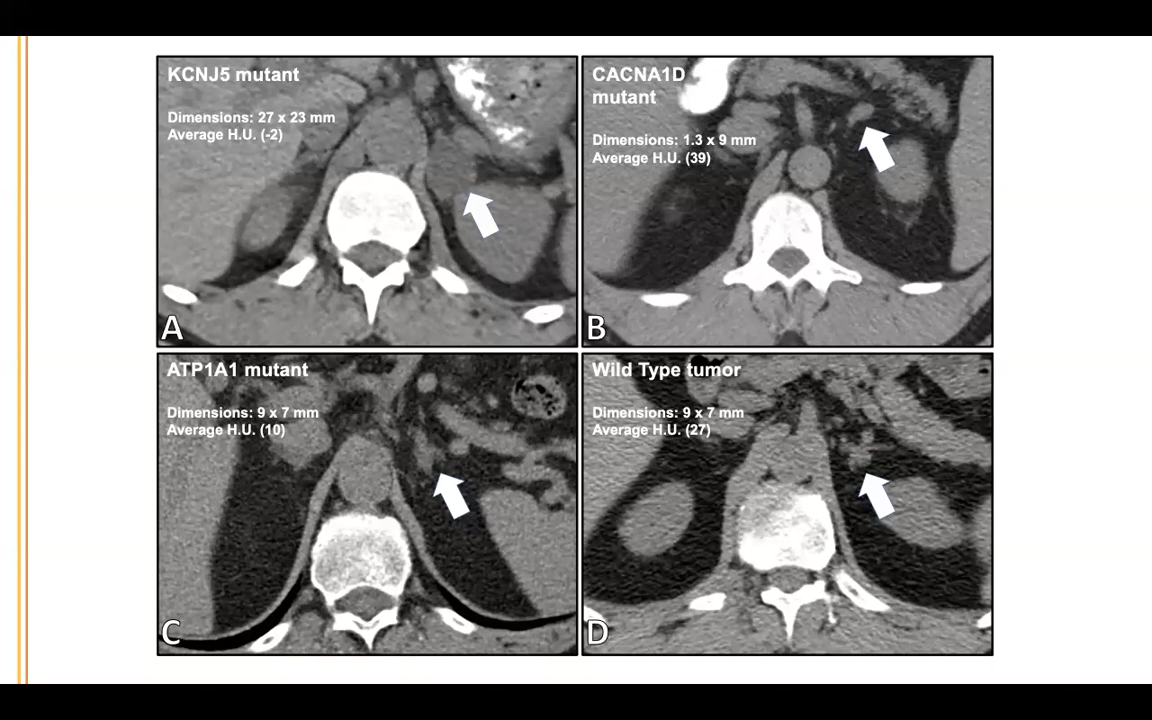 KCNJ5 mutant
Dimensions: 27 x 23 mm
Average H.U. (-2)
A
CACNA1D
mutant
Dimensions: 1.3 x 9 mm
Average H.U. (39)
B
ATP1A1 mutant
Dimensions: 9 x 7 mm
Average H.U. (10)
C
Wild Type tumor
Dimensions: 9 x 7 mm
Average H.U. (27)
D